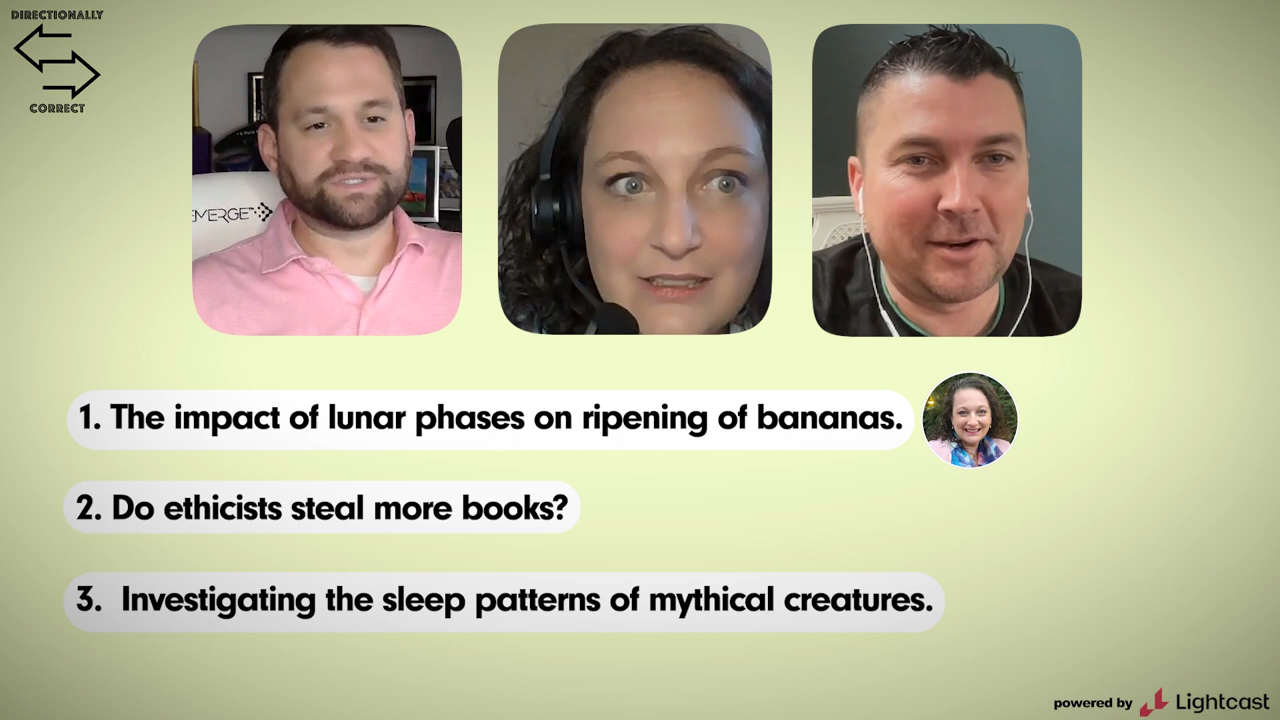 DIRECTIONALLY
CORRECT
EMERGE
1. The impact of lunar phases on ripening of bananas.
2. Do ethicists steal more books?
3. Investigating the sleep patterns of mythical creatures.
powered by Lightcast